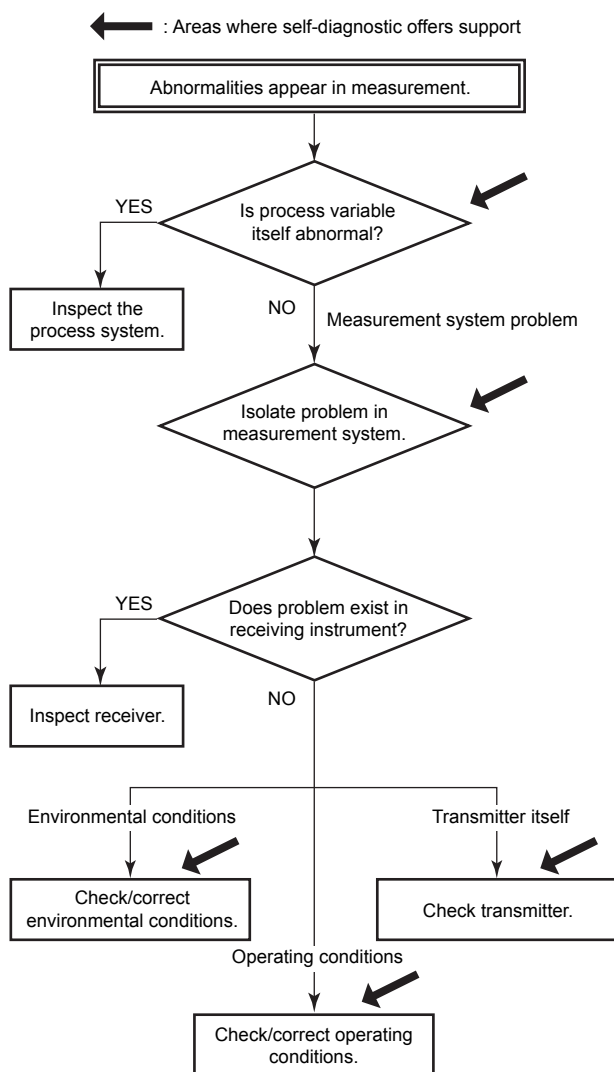 : Areas where self-diagnostic offers support
Abnormalities appear in measurement.
YES
Is process variable
itself abnormal?
Inspect the
process system.
NO
Measurement system problem
Isolate problem in
measurement system.
YES
Does problem exist in
receiving instrument?
Inspect receiver.
NO
Environmental conditions
Transmitter itself
Check/correct
environmental conditions.
Check transmitter.
Operating conditions
Check/correct operating
conditions.